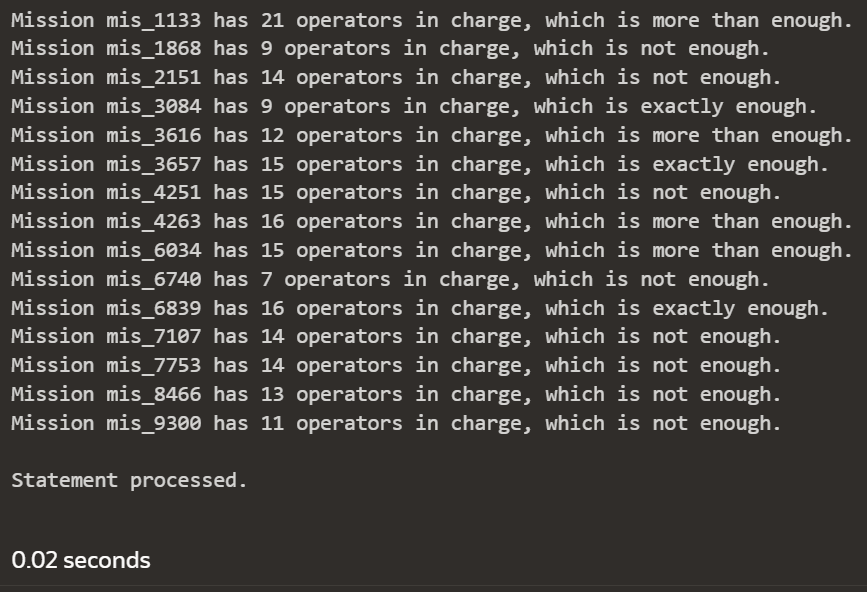 Mission mis_1133 has 21 operators in charge, which is more than enough.
Mission mis_1868 has 9 operators in charge, which is not enough.
Mission mis_2151 has 14 operators in charge, which is not enough.
Mission mis_3084 has 9 operators in charge, which is exactly enough.
Mission mis_3616 has 12 operators in charge, which is more than enough.
Mission mis_3657 has 15 operators in charge, which is exactly enough.
Mission mis_4251 has 15 operators in charge, which is not enough.
Mission mis_4263 has 16 operators in charge, which is more than enough.
Mission mis_6034 has 15 operators in charge, which is more than enough.
Mission mis_6740 has 7 operators in charge, which is not enough.
Mission mis_6839 has 16 operators in charge, which is exactly enough.
Mission mis_7107 has 14 operators in charge, which is not enough.
Mission mis_7753 has 14 operators in charge, which is not enough.
Mission mis_8466 has 13 operators in charge, which is not enough.
Mission mis_9300 has 11 operators in charge, which is not enough.
Statement processed.
0.02 seconds